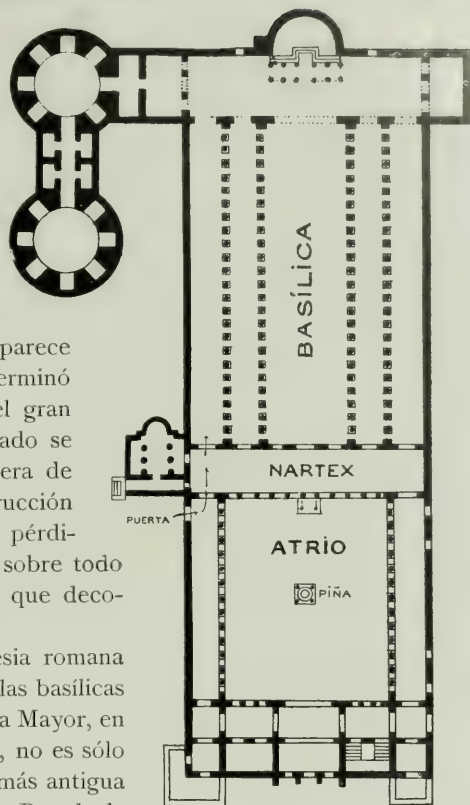 BASÍLICA
NARTEX
PUERTA
ATRIO
PIÑA
parece
erminó
el gran
ado se
era de
rucción
pérdi-
sobre todo
que deco-
esia romana
las basílicas
a Mayor, en
, no es sólo
más antigua